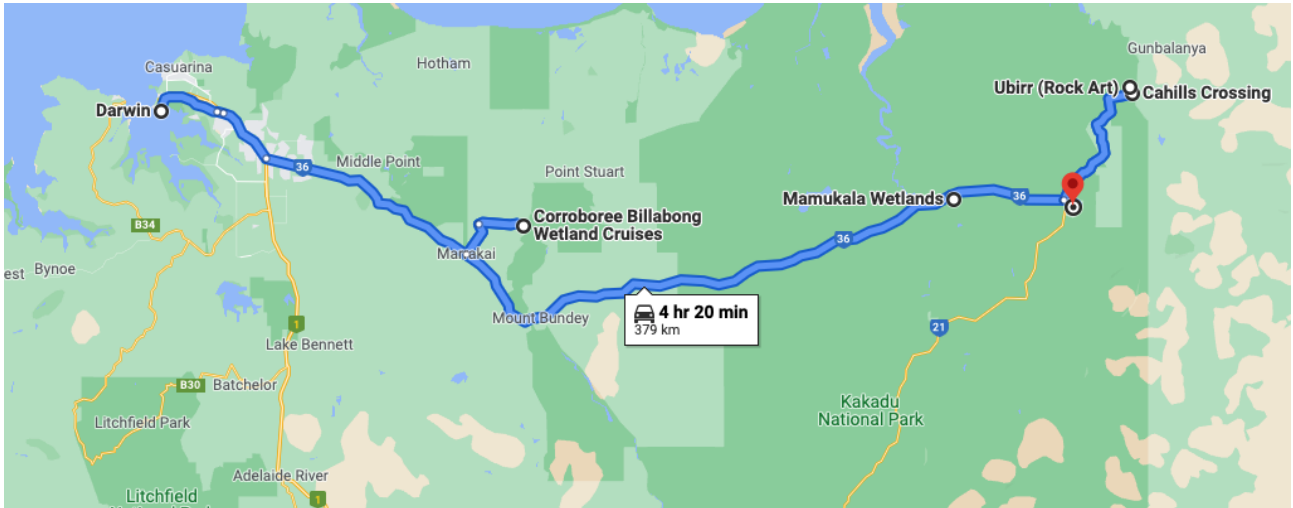 Gunbalanya
Casuarina
Hotham
Ubirr (Rock Art)
Cahills Crossing
Darwin
Middle Point
36
Point Stuart
Mamukala Wetlands
36
B34
Corroboree Billabong
Wetland Cruises
36
Marrakai
est
Bynoe
4 hr 20 min
379 km
Mount Bundey
1
21
Lake Bennett
B30
Batchelor
Kakadu
National Park
Litchfield Park
Adelaide River
Litchfield
1